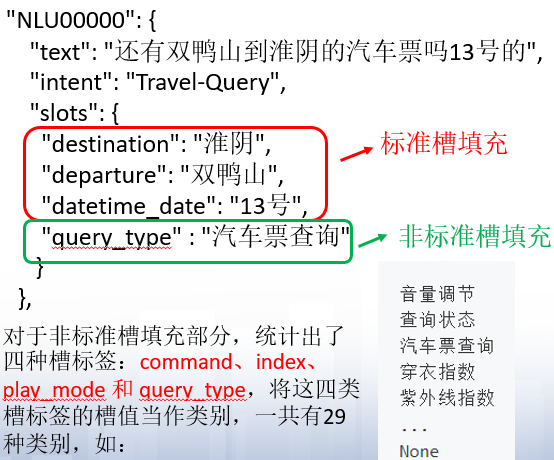 "NLU00000": {
"text": "还有双鸭山到淮阴的汽车票吗13号的",
"intent": "Travel-Query",
"slots": {
"destination": "淮阴",
"departure": "双鸭山",
"datetime_date": "13号",
标准槽填充
"query_type" : "汽车票查询"
非标准槽填充
}
},
对于非标准槽填充部分，统计出了
四种槽标签：command、index、
play_mode 和 query_type，将这四类
槽标签的槽值当作类别，一共有29
种类别，如：
音量调节
查询状态
汽车票查询
穿衣指数
紫外线指数
...
None